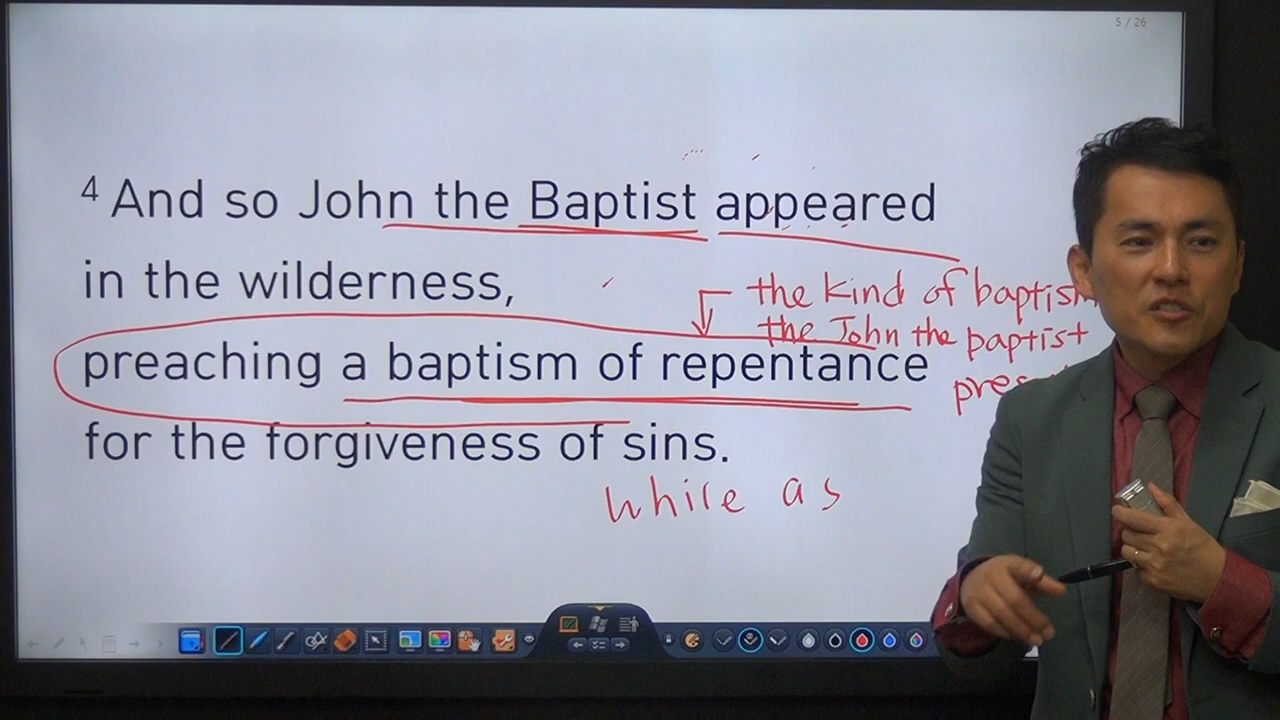 5 / 26
4 And so John the Baptist appeared
in the wilderness,
the kind of baptism
the John the baptist
preaching a baptism of repentance
for the forgiveness of sins.
while as